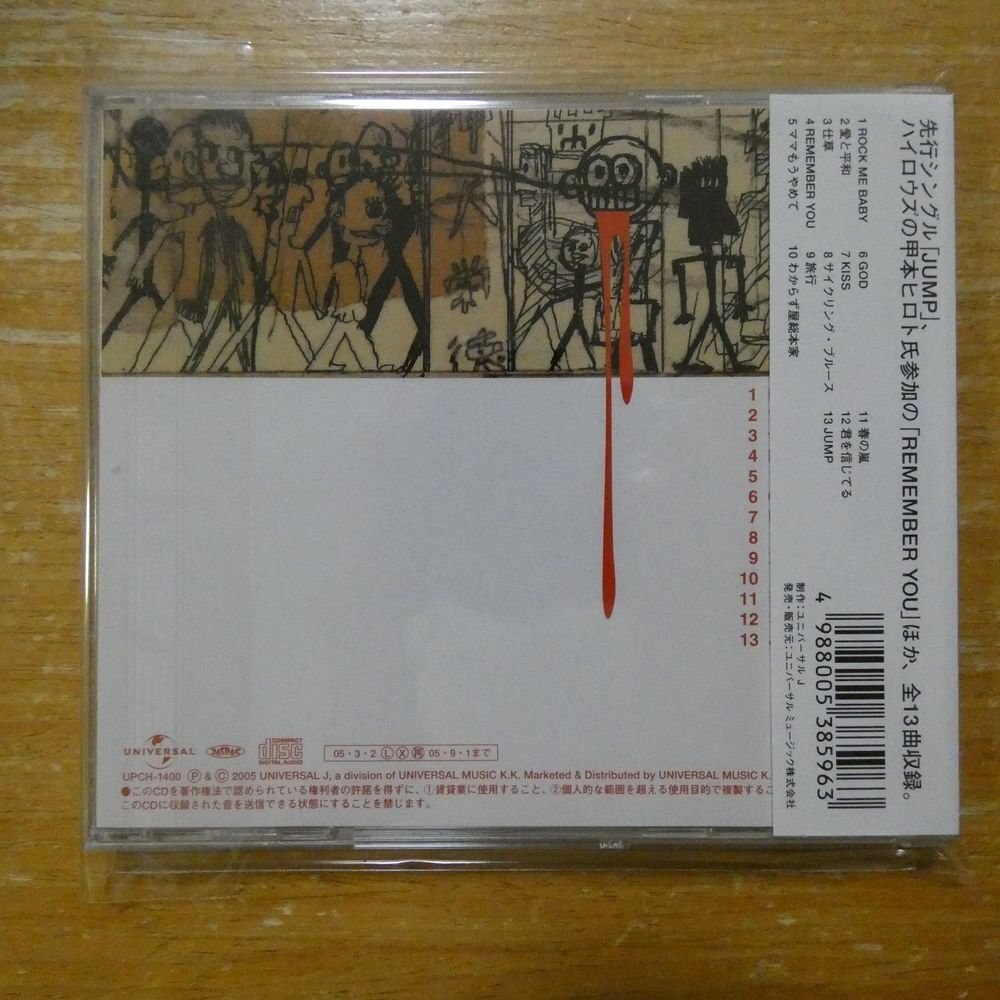 先行シングル「JUMP」、
ハイロウズの甲本ヒロト氏参加の「REMEMBER YOU」ほか、全13曲収録。
1 ROCK ME BABY
2 愛と平和
3 仕草
4 REMEMBER YOU
5 ママもうやめて
6 GOD
7 KISS
8 サイクリング・ブルース
9 旅行
10 わからず屋総本家
11 春の嵐
12 君を信じてる
13 JUMP
制作：ユニバーサル J
発売・販売元：ユニバーサル ミュージック株式会社
4 988005 385963
1
2
3
4
5
6
7
8
9
10
11
12
13
UNIVERSAL
JASRAC
COMPACT
disc
DIGITAL AUDIO
05・3・2 Ⓛ Ⓧ 再 05・9・1まで
UPCH-1400 Ⓟ & Ⓒ 2005 UNIVERSAL J, a division of UNIVERSAL MUSIC K.K. Marketed & Distributed by UNIVERSAL MUSIC K.
●このCDを著作権法で認められている権利者の許諾を得ずに、①賃貸業に使用すること、②個人的な範囲を超える使用目的で複製するこ
このCDに収録された音を送信できる状態にすることを禁じます。